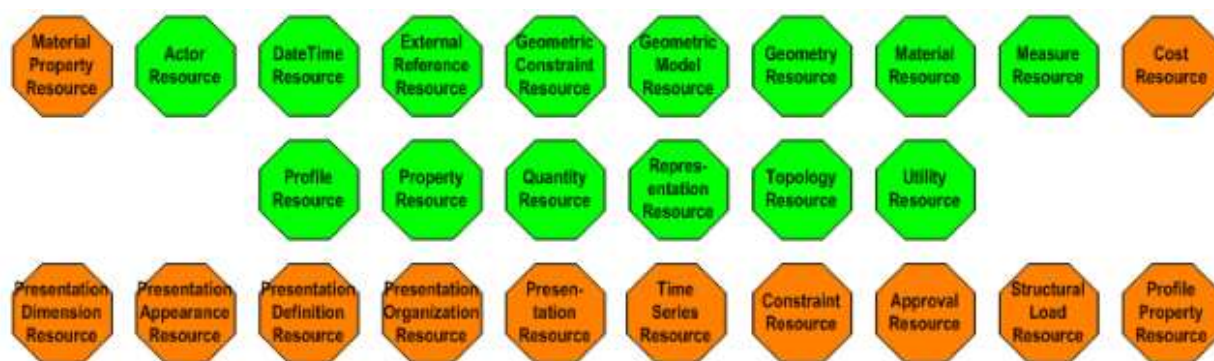 Material
Property
Resource
Actor
Resource
DateTime
Resource
External
Reference
Resource
Geometric
Constraint
Resource
Geometric
Model
Resource
Geometry
Resource
Material
Resource
Measure
Resource
Cost
Resource
Profile
Resource
Property
Resource
Quantity
Resource
Repres-
entation
Resource
Topology
Resource
Utility
Resource
Presentation
Dimension
Resource
Presentation
Appearance
Resource
Presentation
Definition
Resource
Presentation
Organization
Resource
Presen-
tation
Resource
Time
Series
Resource
Constraint
Resource
Approval
Resource
Structural
Load
Resource
Profile
Property
Resource